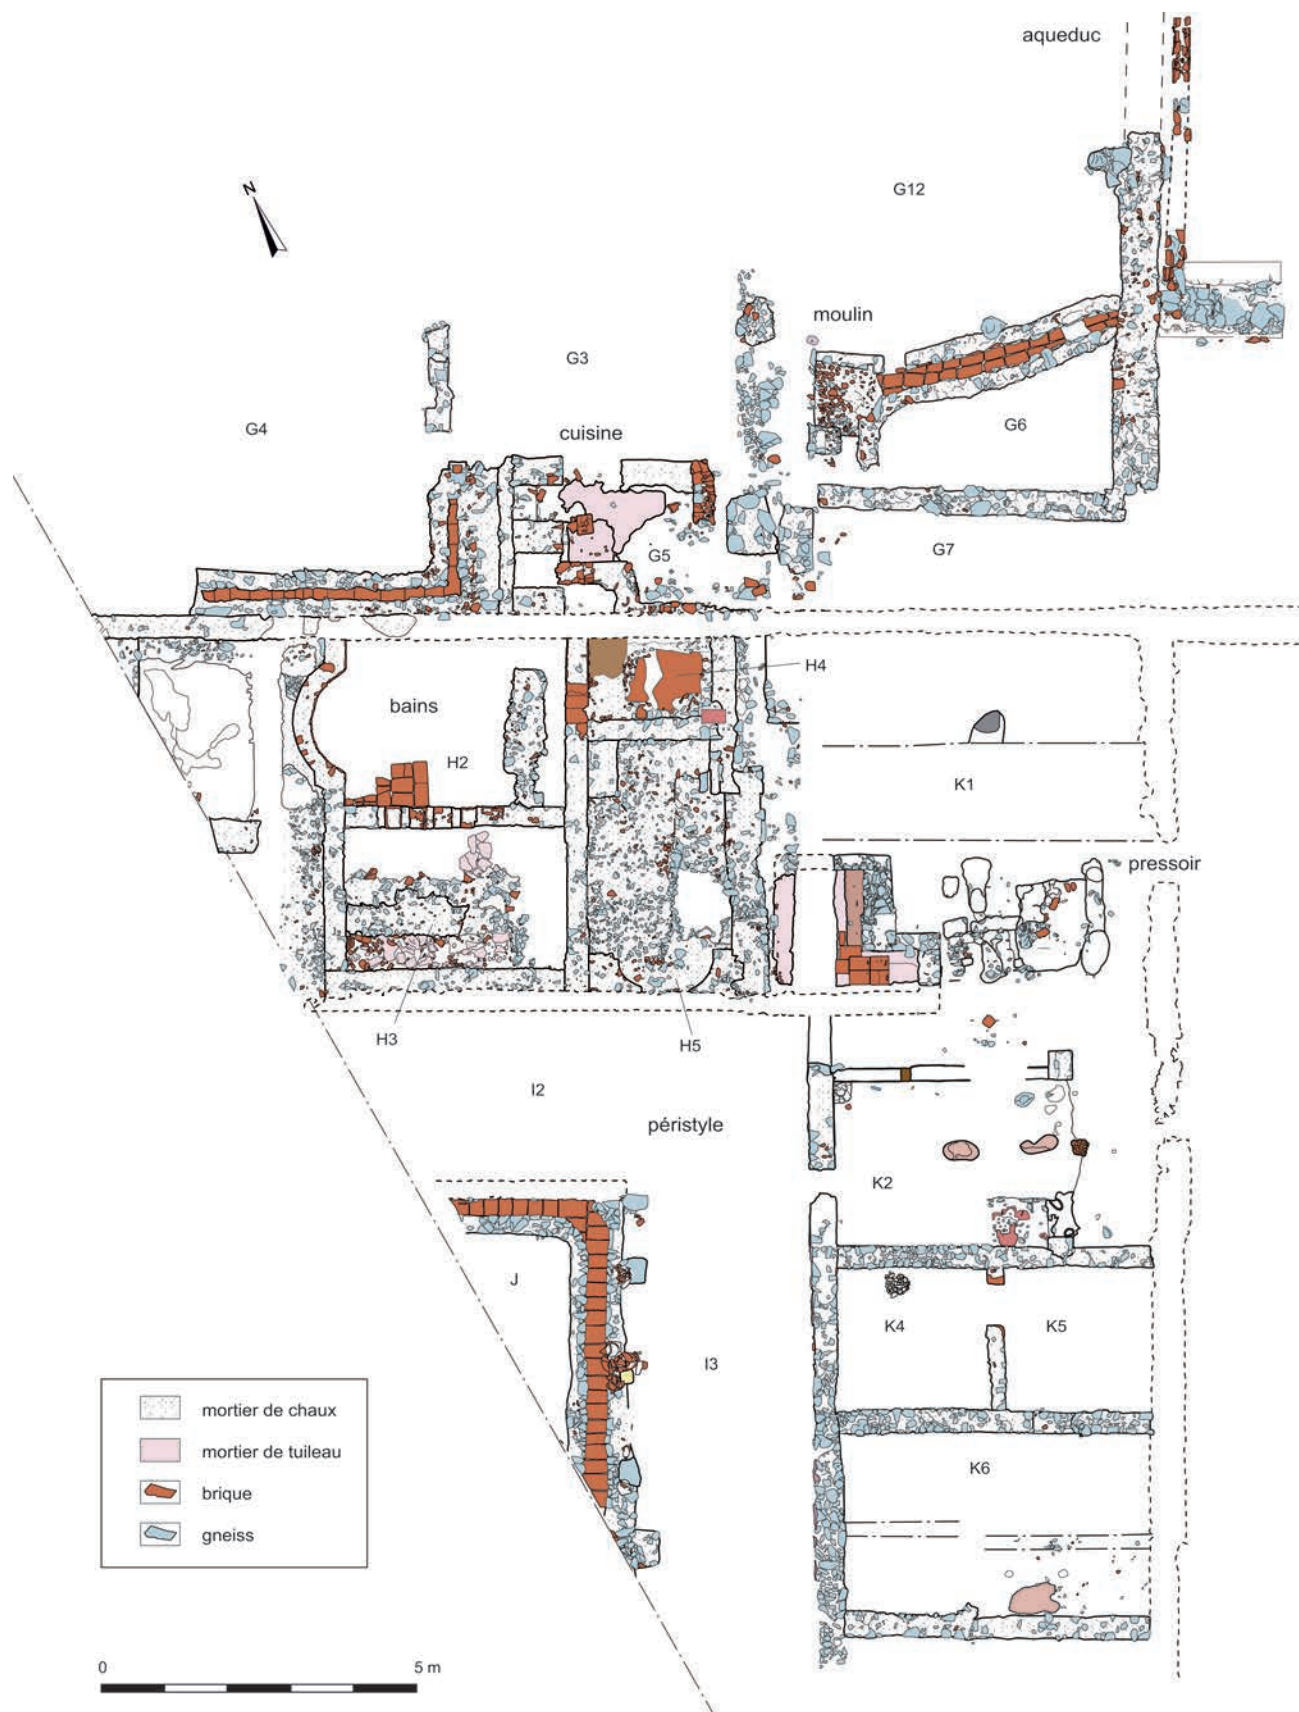 aqueduc
N
G12
moulin
G3
G4
cuisine
G6
G5
G7
H4
bains
H2
K1
pressoir
H3
H5
I2
péristyle
K2
J
K4
K5
I3
K6
mortier de chaux
mortier de tuileau
brique
gneiss
0
5 m